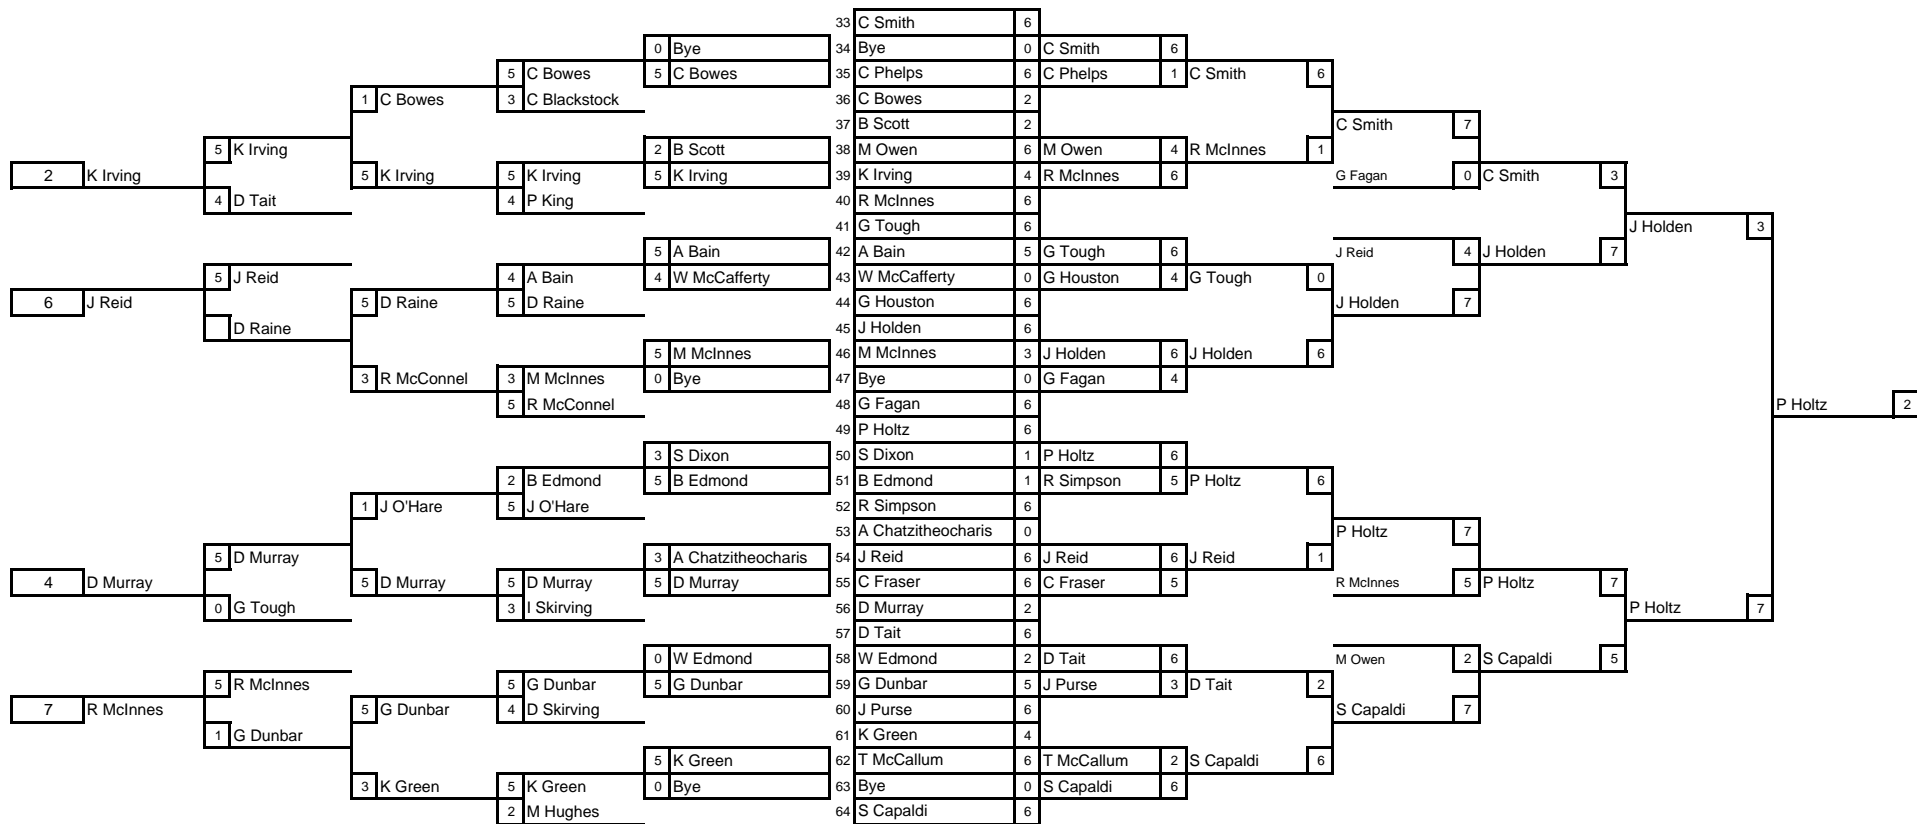 33 C Smith 6
0 Bye 34 Bye 0 C Smith 6
5 C Bowes 5 C Bowes 35 C Phelps 6 C Phelps 1 C Smith 6
1 C Bowes 3 C Blackstock 36 C Bowes 2
37 B Scott 2 C Smith 7
5 K Irving 2 B Scott 38 M Owen 6 M Owen 4 R McInnes 1
2 K Irving 5 K Irving 5 K Irving 5 K Irving 39 K Irving 4 R McInnes 6 G Fagan 0 C Smith 3
4 D Tait 4 P King 40 R McInnes 6
41 G Tough 6 J Holden 3
5 A Bain 42 A Bain 5 G Tough 6 J Reid 4 J Holden 7
5 J Reid 4 A Bain 4 W McCafferty 43 W McCafferty 0 G Houston 4 G Tough 0
6 J Reid 5 D Raine 5 D Raine 44 G Houston 6 J Holden 7
D Raine 45 J Holden 6
5 M McInnes 46 M McInnes 3 J Holden 6 J Holden 6
3 R McConnel 3 M McInnes 0 Bye 47 Bye 0 G Fagan 4
5 R McConnel 48 G Fagan 6 P Holtz 2
49 P Holtz 6
3 S Dixon 50 S Dixon 1 P Holtz 6
2 B Edmond 5 B Edmond 51 B Edmond 1 R Simpson 5 P Holtz 6
1 J O'Hare 5 J O'Hare 52 R Simpson 6
53 A Chatzitheocharis 0 P Holtz 7
5 D Murray 3 A Chatzitheocharis 54 J Reid 6 J Reid 6 J Reid 1
4 D Murray 5 D Murray 5 D Murray 5 D Murray 55 C Fraser 6 C Fraser 5 R McInnes 5 P Holtz 7
0 G Tough 3 I Skirving 56 D Murray 2 P Holtz 7
57 D Tait 6
0 W Edmond 58 W Edmond 2 D Tait 6 M Owen 2 S Capaldi 5
5 R McInnes 5 G Dunbar 5 G Dunbar 59 G Dunbar 5 J Purse 3 D Tait 2
7 R McInnes 5 G Dunbar 4 D Skirving 60 J Purse 6 S Capaldi 7
1 G Dunbar 61 K Green 4
5 K Green 62 T McCallum 6 T McCallum 2 S Capaldi 6
3 K Green 5 K Green 0 Bye 63 Bye 0 S Capaldi 6
2 M Hughes 64 S Capaldi 6